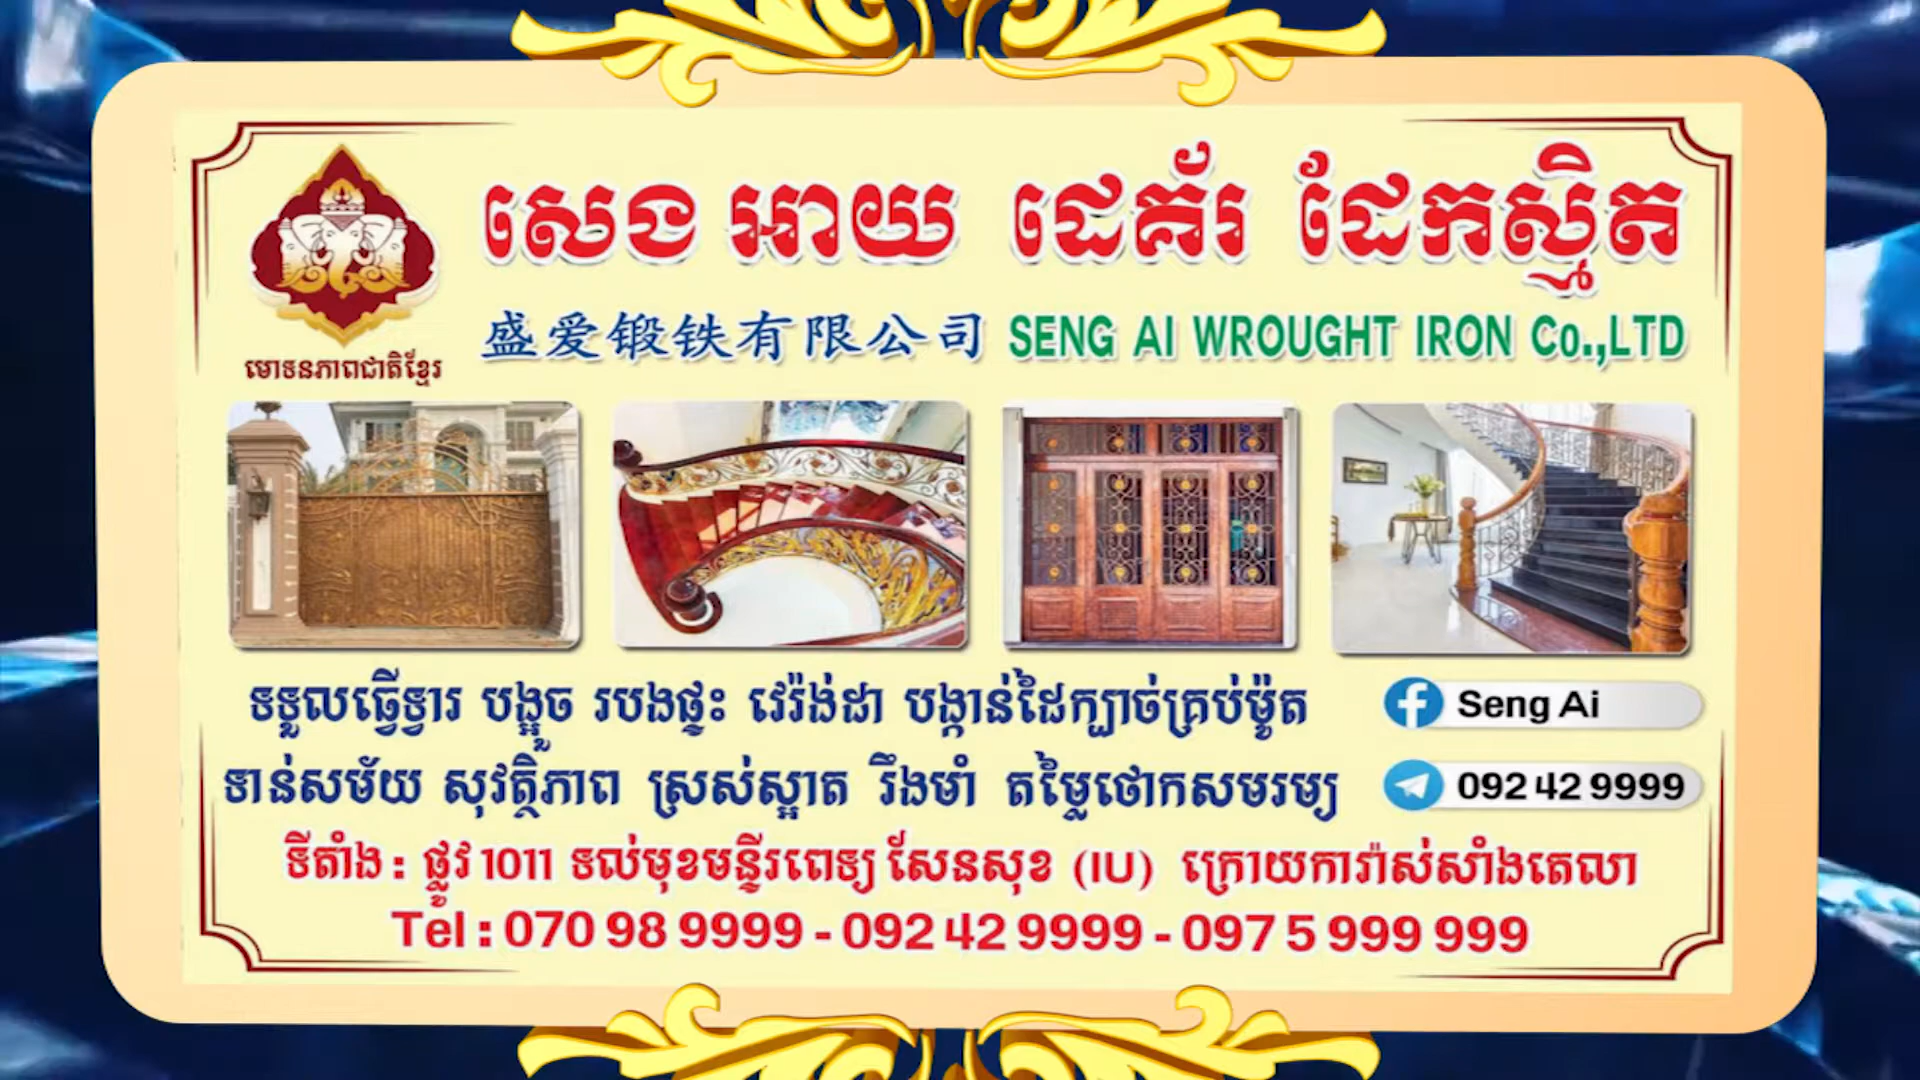 សេង អាយ ដេគ័រ ដែកស្មិត
盛爱锻铁有限公司 SENG AI WROUGHT IRON Co.,LTD
មោទនភាពជាតិខ្មែរ
ទទួលធ្វើទ្វារ បង្អួច របងផ្ទះ វេរ៉ង់ដា បង្កាន់ដៃក្បាច់គ្រប់ម៉ូត
Seng Ai
ទាន់សម័យ សុវត្ថិភាព ស្រស់ស្អាត រឹងមាំ តម្លៃថោកសមរម្យ
092 42 9999
ទីតាំង : ផ្លូវ 1011 ទល់មុខមន្ទីរពេទ្យ សែនសុខ (IU) ក្រោយការ៉ាស់សាំងតេលា
Tel : 070 98 9999 - 092 42 9999 - 097 5 999 999